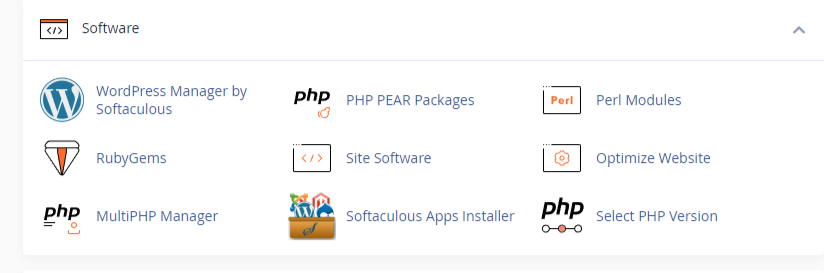 Software
WordPress Manager by
Softaculous
php
PHP PEAR Packages
Perl
Perl Modules
RubyGems
Site Software
Optimize Website
php
MultiPHP Manager
Softaculous Apps Installer
php
Select PHP Version